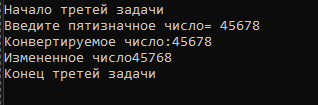 Начало третей задачи
Введите пятизначное число= 45678
Конвертируемое число:45678
Измененное число45768
Конец третей задачи